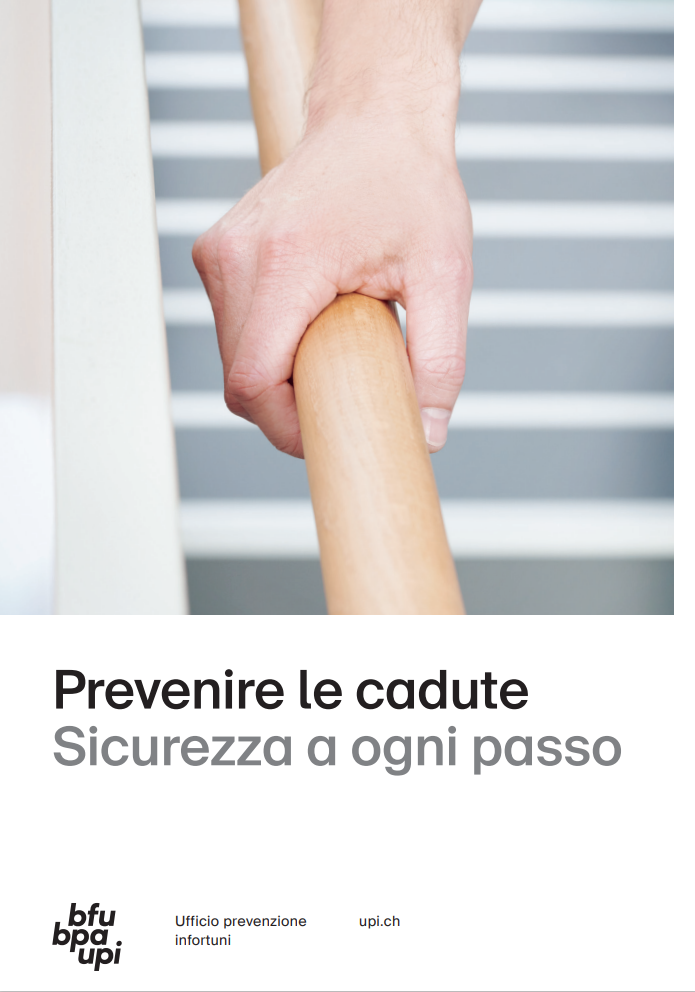 Prevenire le cadute
Sicurezza a ogni passo
bfu
bpa
upi
Ufficio prevenzione
infortuni
upi.ch